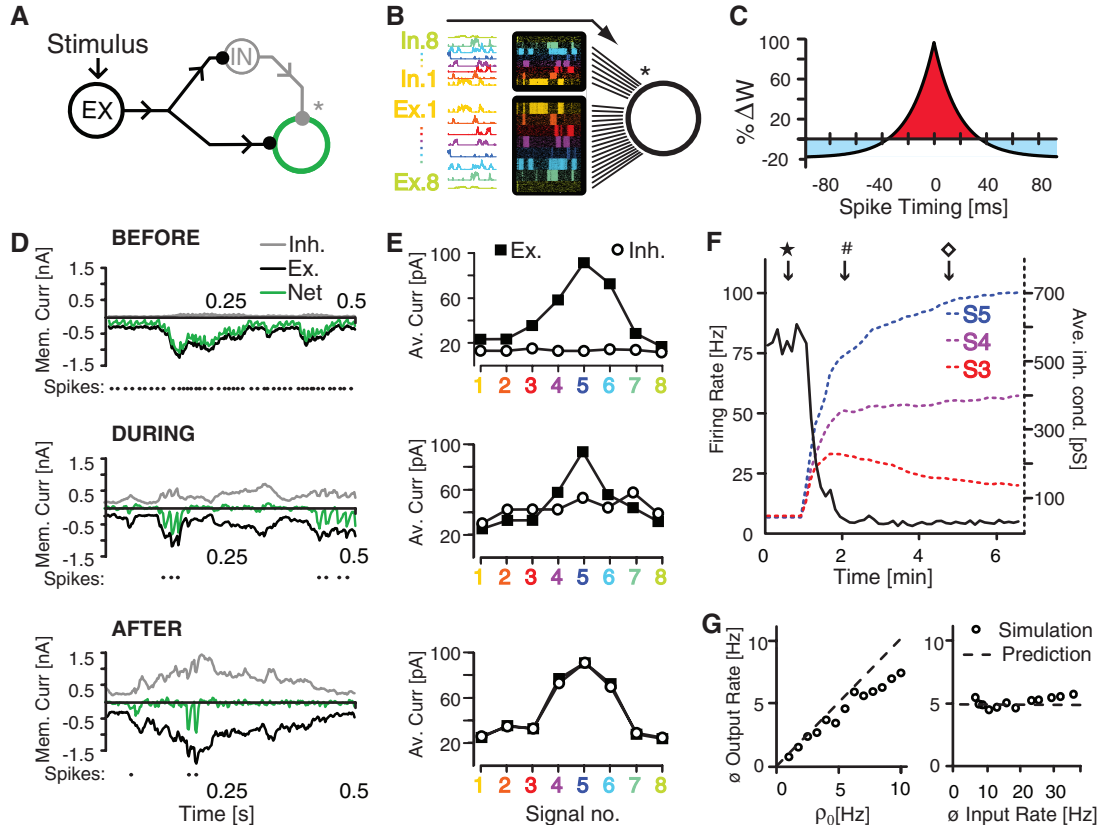 A
Stimulus
EX
IN
*
B
In.8
In.1
Ex.1
Ex.8
*
C
% ΔW
100
60
20
-20
-80
-40
0
40
80
Spike Timing [ms]
D
BEFORE
Inh.
Ex.
Net
Mem. Curr [nA]
1.5
0.5
-0.5
-1.5
0.25
0.5
Spikes:
DURING
Mem. Curr [nA]
1.5
0.5
-0.5
-1.5
0.25
0.5
Spikes:
AFTER
Mem. Curr [nA]
1.5
0.5
-0.5
-1.5
Spikes:
0.25
0.5
Time [s]
E
Ex.
Inh.
Av. Curr [pA]
100
60
20
1 2 3 4 5 6 7 8
Av. Curr [pA]
100
60
20
1 2 3 4 5 6 7 8
Av. Curr [pA]
100
60
20
1 2 3 4 5 6 7 8
Signal no.
F
★ # ◇
Firing Rate [Hz]
100
75
50
25
0
S5
S4
S3
700
500
300
100
Ave. inh. cond. [pS]
0 2 4 6
Time [min]
G
ø Output Rate [Hz]
10
5
0
0 5 10
ρ0[Hz]
Simulation
Prediction
10
5
0
0 10 20 30
ø Input Rate [Hz]